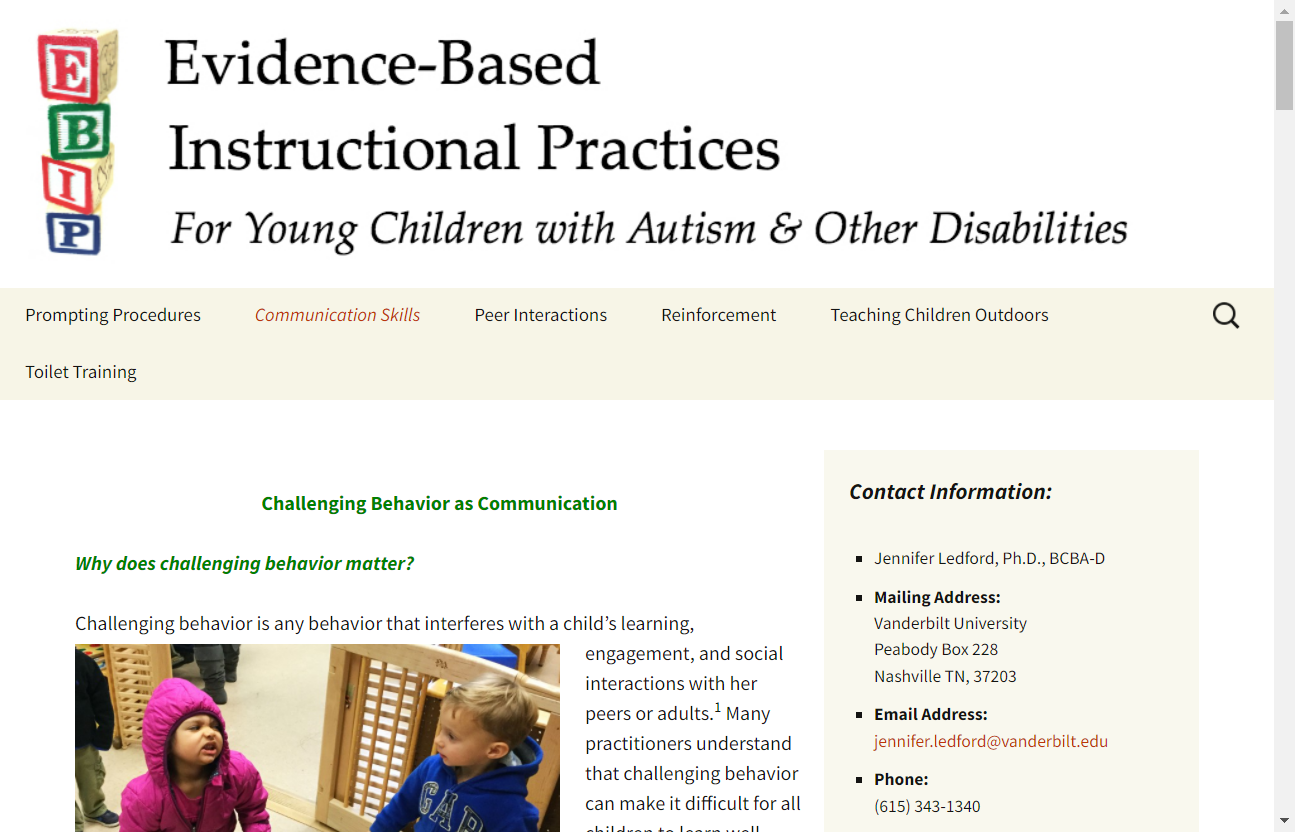 E
B
I
P
Evidence-Based
Instructional Practices
For Young Children with Autism & Other Disabilities
Prompting Procedures
Communication Skills
Peer Interactions
Reinforcement
Teaching Children Outdoors
Toilet Training
Challenging Behavior as Communication
Why does challenging behavior matter?
Challenging behavior is any behavior that interferes with a child’s learning,
engagement, and social
interactions with her
peers or adults.1 Many
practitioners understand
that challenging behavior
can make it difficult for all
children to learn well
GAP
Contact Information:
Jennifer Ledford, Ph.D., BCBA-D
Mailing Address:
Vanderbilt University
Peabody Box 228
Nashville TN, 37203
Email Address:
jennifer.ledford@vanderbilt.edu
Phone:
(615) 343-1340